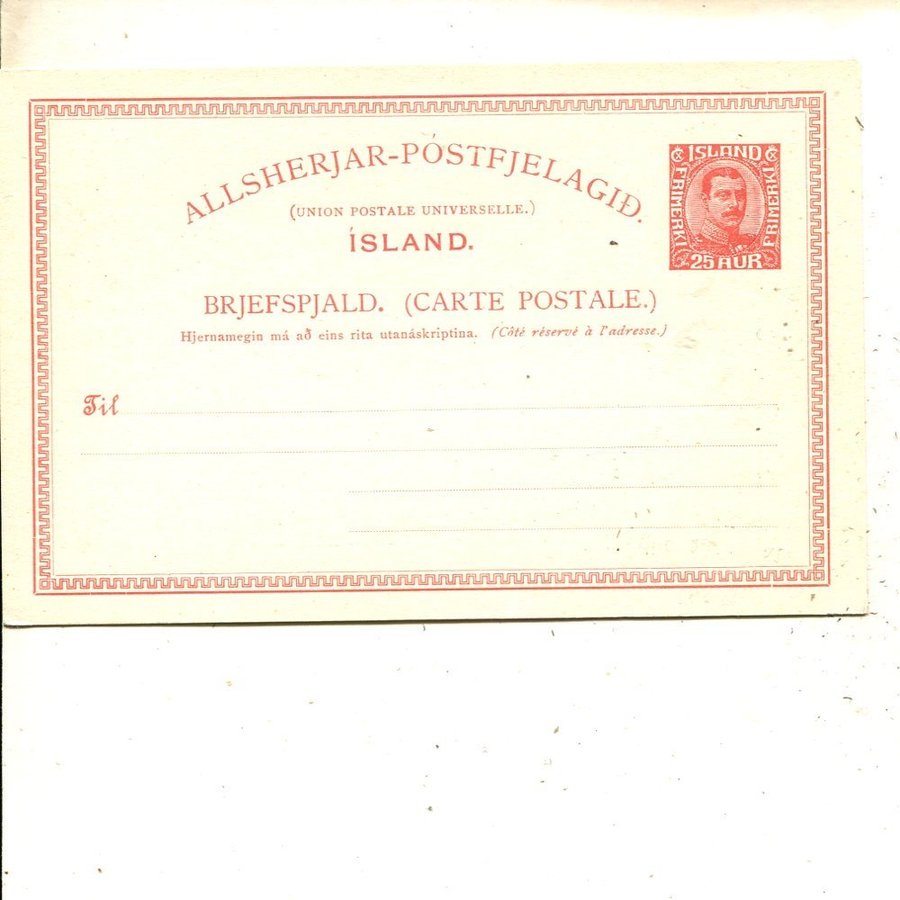 ALLSHERJAR-PÓSTFJELAGIÐ.
(UNION POSTALE UNIVERSELLE.)
ÍSLAND.
ÍSLAND
FRIMERKI
FRIMERKI
25 AUR
BRJEFSPJALD. (CARTE POSTALE.)
Hjernamegin má að eins rita utanáskriptina. (Côté réservé à l'adresse.)
Til